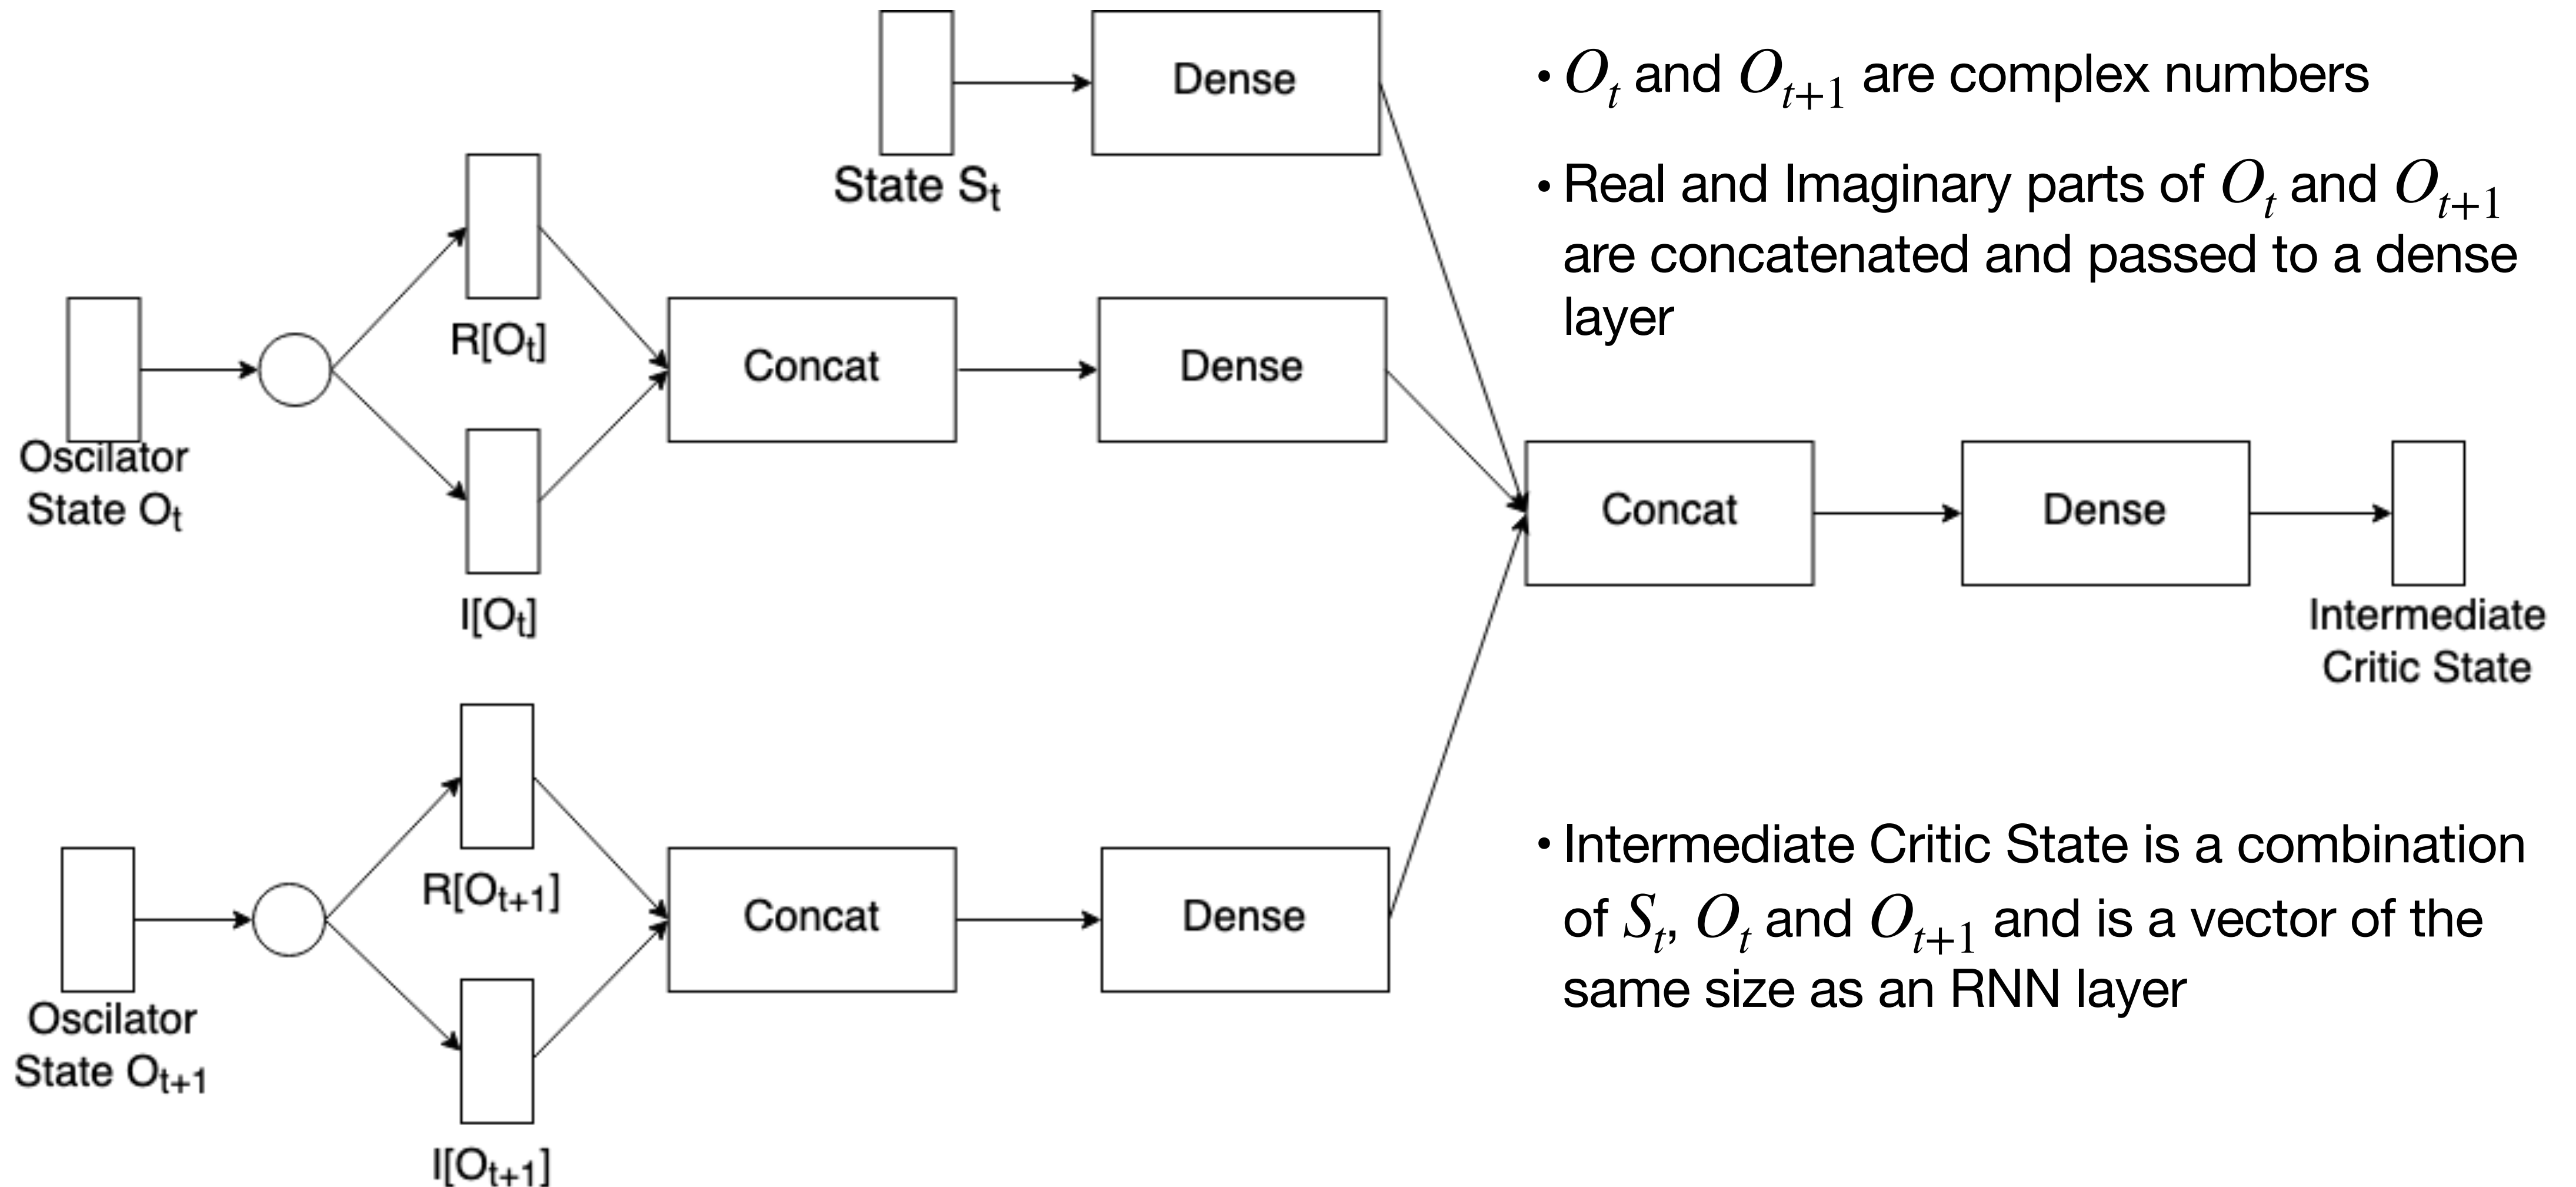 Dense
State Sₜ
R[Oₜ]
Concat
Dense
Oscilator
State Oₜ
I[Oₜ]
R[Oₜ₊₁]
Concat
Dense
Oscilator
State Oₜ₊₁
I[Oₜ₊₁]
Concat
Dense
Intermediate
Critic State
• Oₜ and Oₜ₊₁ are complex numbers
• Real and Imaginary parts of Oₜ and Oₜ₊₁
are concatenated and passed to a dense
layer
• Intermediate Critic State is a combination
of Sₜ, Oₜ and Oₜ₊₁ and is a vector of the
same size as an RNN layer